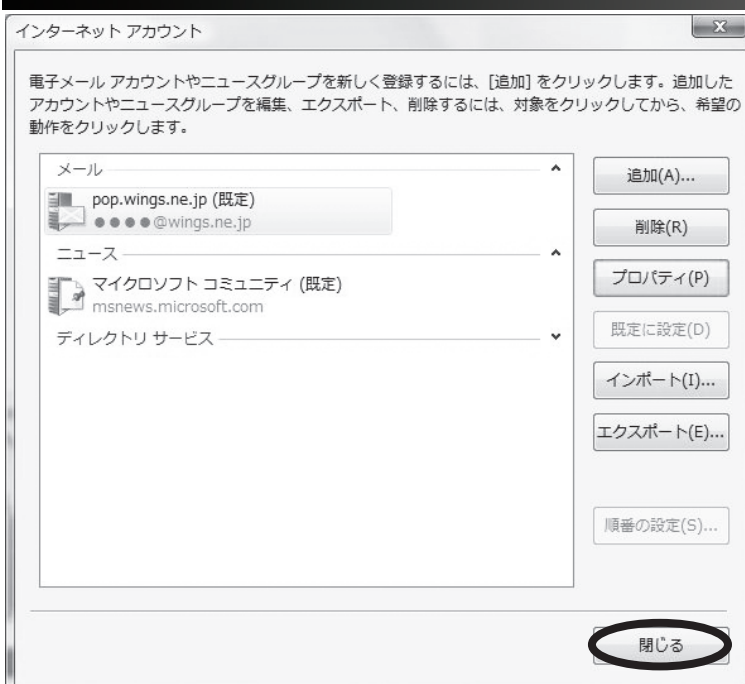 インターネット アカウント
電子メール アカウントやニュースグループを新しく登録するには、[追加] をクリックします。追加した
アカウントやニュースグループを編集、エクスポート、削除するには、対象をクリックしてから、希望の
動作をクリックします。
メール
pop.wings.ne.jp (既定)
●●●●@wings.ne.jp
ニュース
マイクロソフト コミュニティ (既定)
msnews.microsoft.com
ディレクトリ サービス
追加(A)...
削除(R)
プロパティ(P)
既定に設定(D)
インポート(I)...
エクスポート(E)...
順番の設定(S)...
閉じる